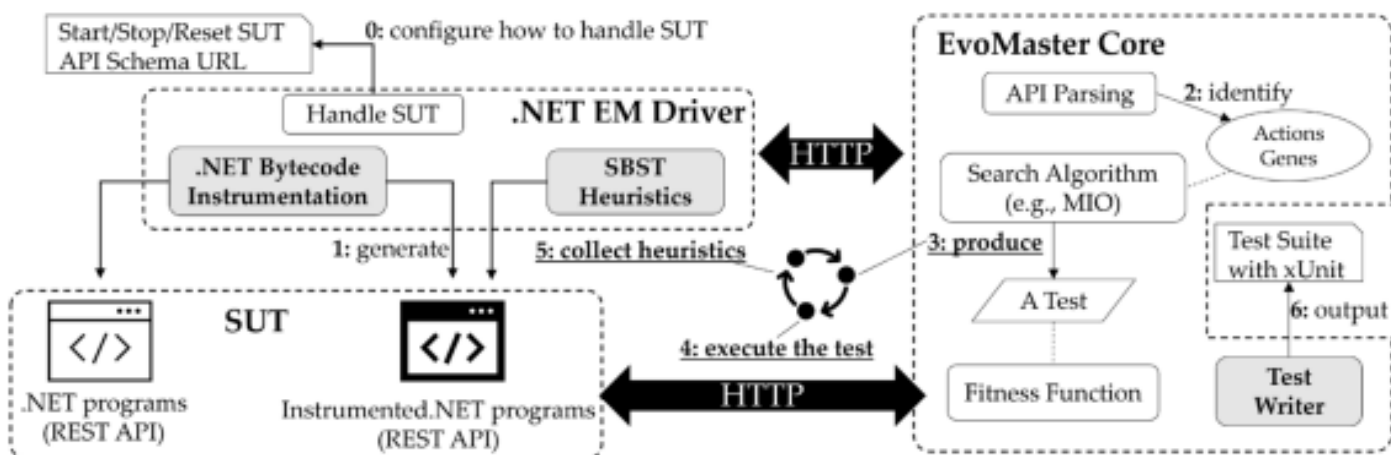 Start/Stop/Reset SUT
API Schema URL
0: configure how to handle SUT
Handle SUT
.NET EM Driver
.NET Bytecode
Instrumentation
SBST
Heuristics
1: generate
SUT
</>
</>
.NET programs
(REST API)
Instrumented.NET programs
(REST API)
HTTP
5: collect heuristics
3: produce
4: execute the test
HTTP
EvoMaster Core
API Parsing
2: identify
Actions
Genes
Search Algorithm
(e.g., MIO)
A Test
Fitness Function
Test Suite
with xUnit
6: output
Test
Writer